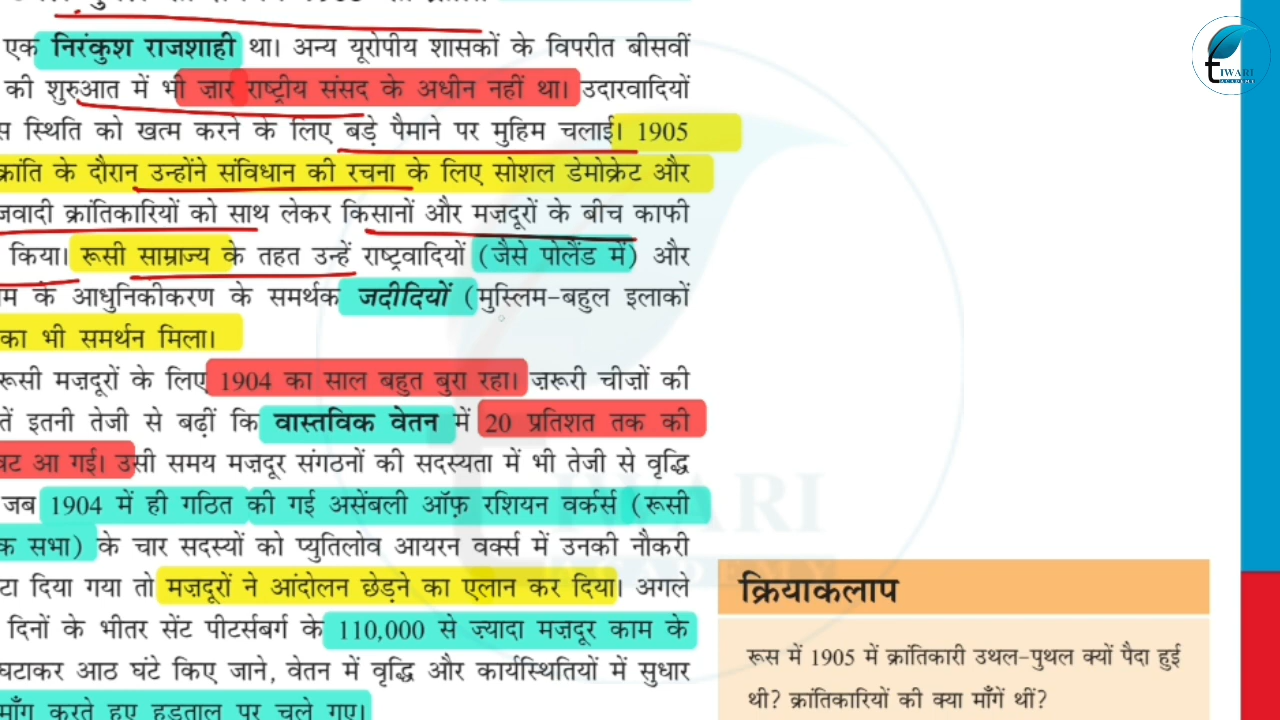 एक निरंकुश राजशाही था। अन्य यूरोपीय शासकों के विपरीत बीसवीं
की शुरुआत में भी ज़ार राष्ट्रीय संसद के अधीन नहीं था। उदारवादियों
स्थिति को खत्म करने के लिए बड़े पैमाने पर मुहिम चलाई। 1905
क्रांति के दौरान उन्होंने संविधान की रचना के लिए सोशल डेमोक्रेट और
क्रांतिकारियों को साथ लेकर किसानों और मज़दूरों के बीच काफी
किया। रूसी साम्राज्य के तहत उन्हें राष्ट्रवादियों (जैसे पोलैंड में) और
के आधुनिकीकरण के समर्थक जदीदियों (मुस्लिम-बहुल इलाकों
का भी समर्थन मिला।
रूसी मज़दूरों के लिए 1904 का साल बहुत बुरा रहा। ज़रूरी चीज़ों की
इतनी तेजी से बढ़ीं कि वास्तविक वेतन में 20 प्रतिशत तक की
आ गई। उसी समय मज़दूर संगठनों की सदस्यता में भी तेजी से वृद्धि
जब 1904 में ही गठित की गई असेंबली ऑफ़ रशियन वर्कर्स (रूसी
सभा) के चार सदस्यों को प्युतिलोव आयरन वर्क्स में उनकी नौकरी
दिया गया तो मज़दूरों ने आंदोलन छेड़ने का एलान कर दिया। अगले
दिनों के भीतर सेंट पीटर्सबर्ग के 110,000 से ज़्यादा मज़दूर काम के
घटाकर आठ घंटे किए जाने, वेतन में वृद्धि और कार्यस्थितियों में सुधार
माँग करते हुए हड़ताल पर चले गए।
क्रियाकलाप
रूस में 1905 में क्रांतिकारी उथल-पुथल क्यों पैदा हुई
थी? क्रांतिकारियों की क्या माँगें थीं?
TIWARI
ACADEMY